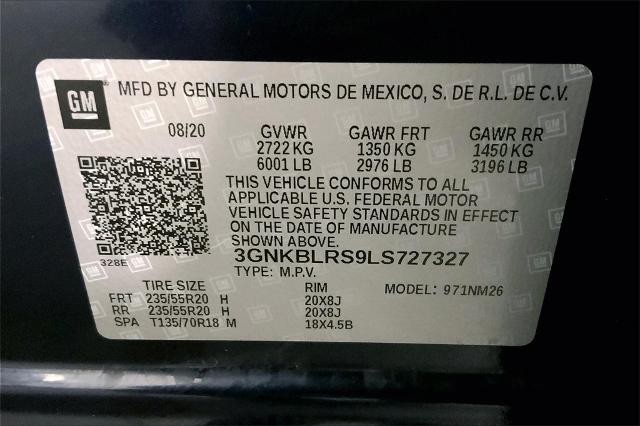 GM
MFD BY GENERAL MOTORS DE MEXICO, S. DE R.L. DE C.V.
08/20 GVWR GAWR FRT GAWR RR
2722 KG 1350 KG 1450 KG
6001 LB 2976 LB 3196 LB
THIS VEHICLE CONFORMS TO ALL
APPLICABLE U.S. FEDERAL MOTOR
VEHICLE SAFETY STANDARDS IN EFFECT
ON THE DATE OF MANUFACTURE
SHOWN ABOVE.
328E
3GNKBLRS9LS727327
TYPE: M.P.V.
TIRE SIZE RIM MODEL: 971NM26
FRT 235/55R20 H 20X8J
RR 235/55R20 H 20X8J
SPA T135/70R18 M 18X4.5B